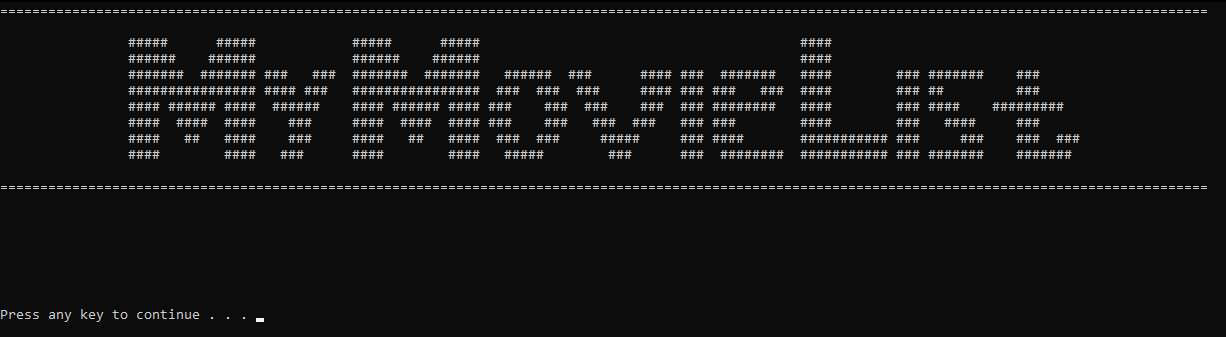 MyMovieList
Press any key to continue . . .